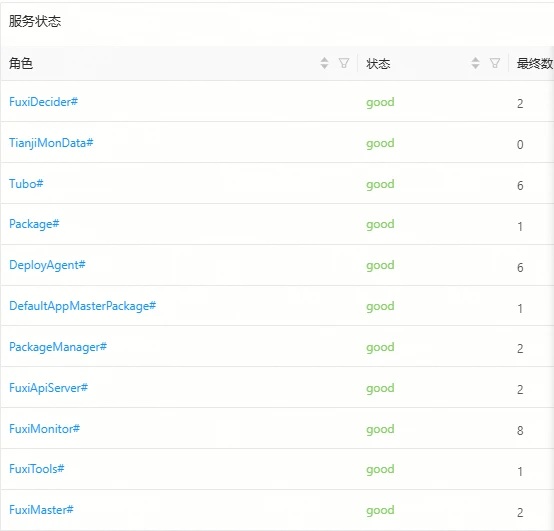 服务状态
角色 状态 最终数
FuxiDecider# good 2
TianjiMonData# good 0
Tubo# good 6
Package# good 1
DeployAgent# good 6
DefaultAppMasterPackage# good 1
PackageManager# good 2
FuxiApiServer# good 2
FuxiMonitor# good 8
FuxiTools# good 1
FuxiMaster# good 2